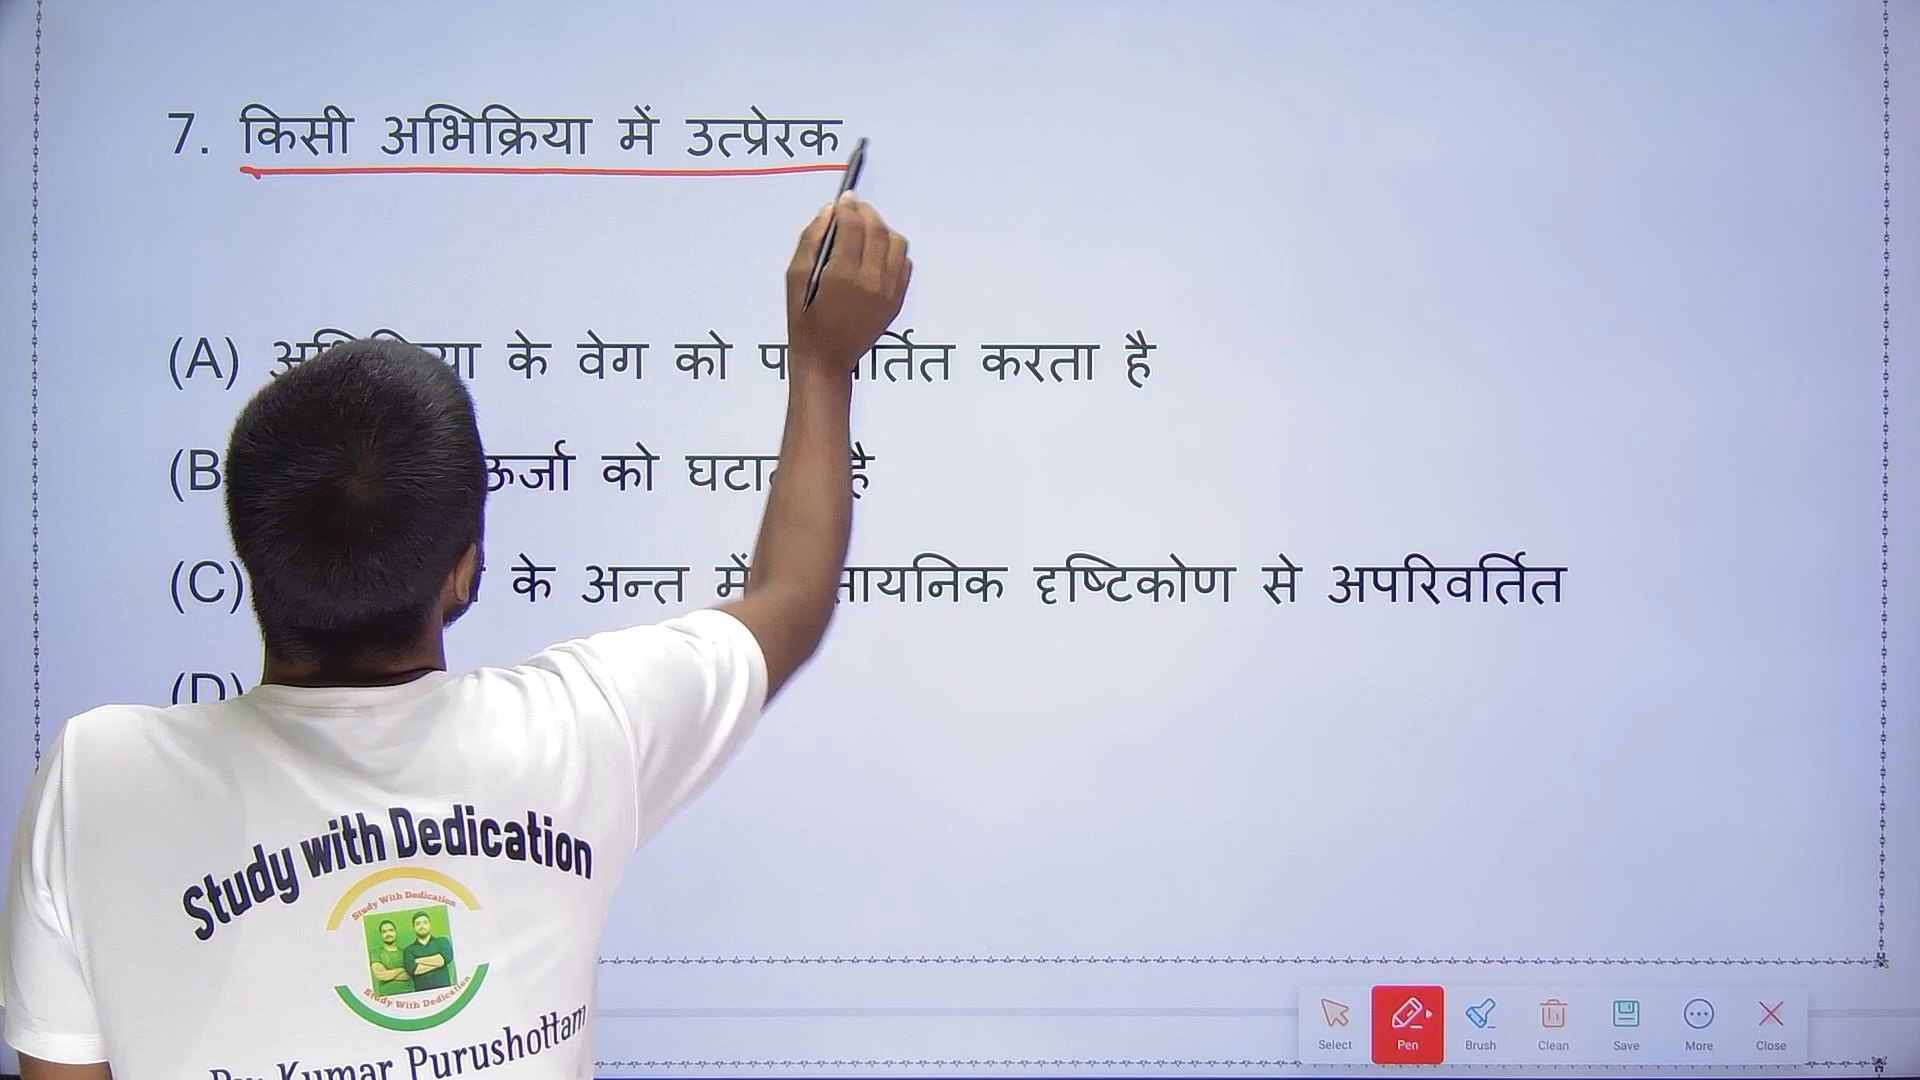 7. किसी अभिक्रिया में उत्प्रेरक
(A) के वेग को करता है
(B ऊर्जा को है
(C) के अन्त में दृष्टिकोण से अपरिवर्तित
(D)
Study with Dedication
Study With Dedication
Study With Dedication
By: Kumar Purushottam
Select Pen Brush Clean Save More Close